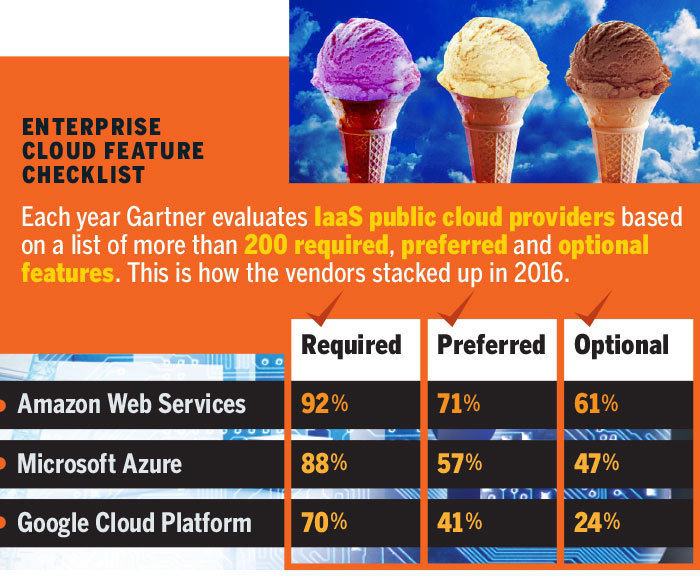 ENTERPRISE
CLOUD FEATURE
CHECKLIST
Each year Gartner evaluates IaaS public cloud providers based
on a list of more than 200 required, preferred and optional
features. This is how the vendors stacked up in 2016.
Required Preferred Optional
Amazon Web Services 92% 71% 61%
Microsoft Azure 88% 57% 47%
Google Cloud Platform 70% 41% 24%